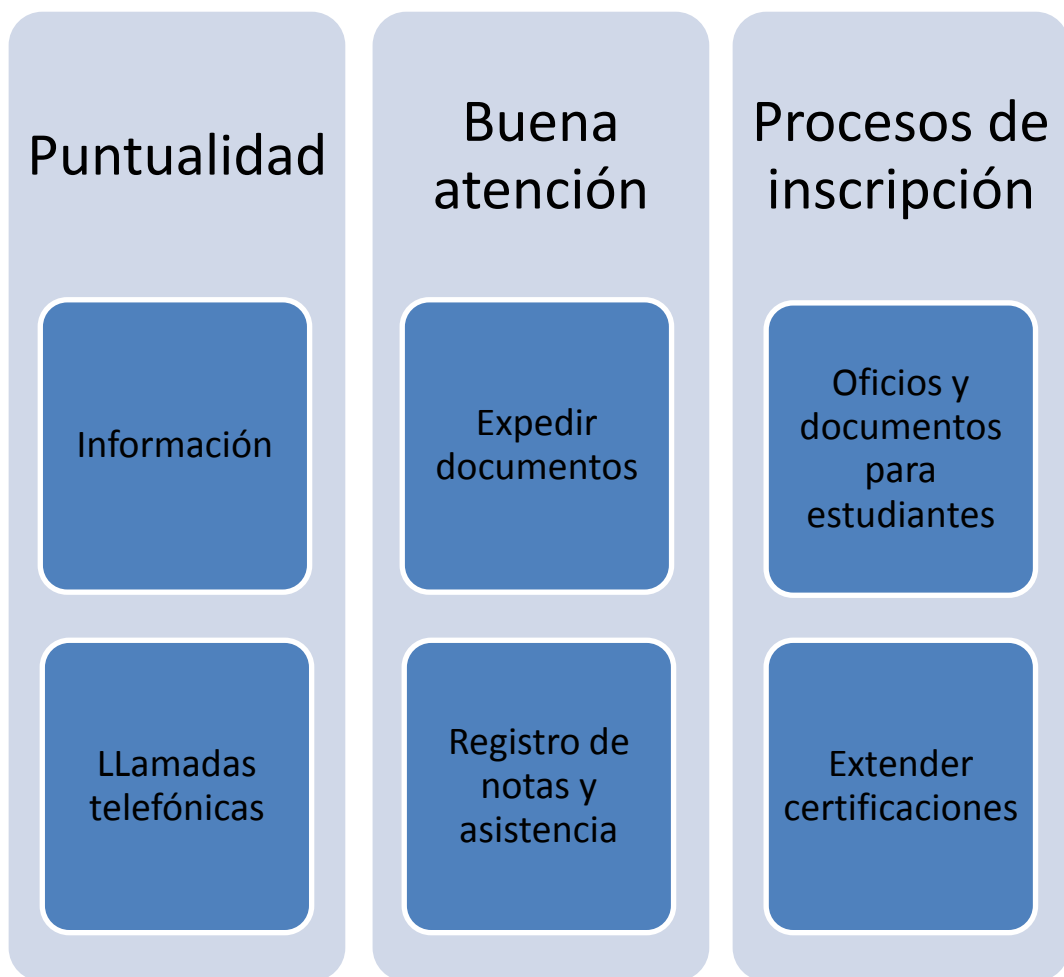 Puntualidad
Información
LLamadas
telefónicas
Buena
atención
Expedir
documentos
Registro de
notas y
asistencia
Procesos de
inscripción
Oficios y
documentos
para
estudiantes
Extender
certificaciones